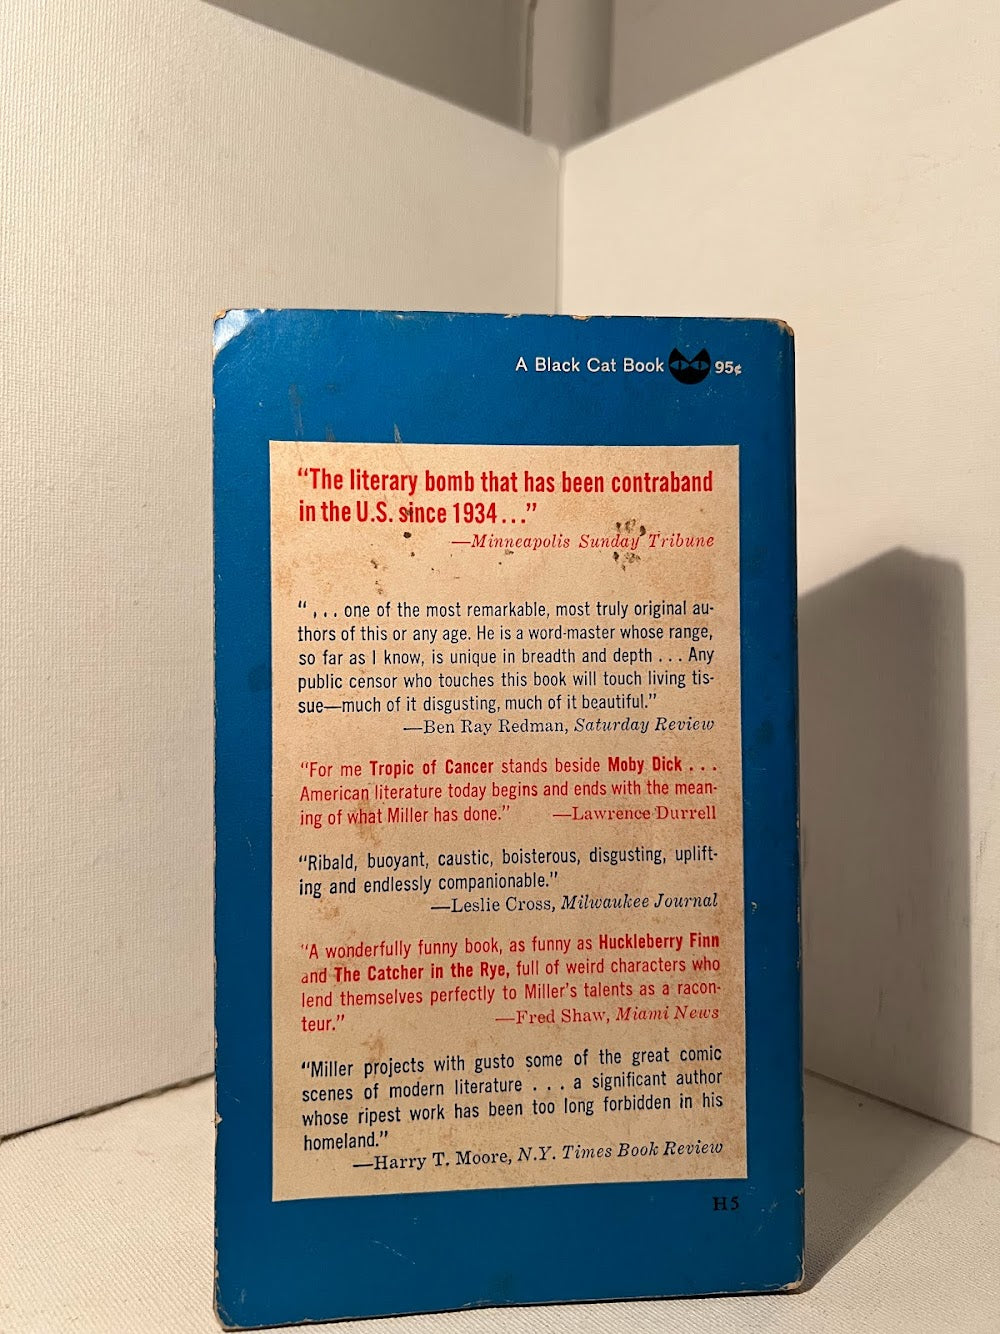 A Black Cat Book 95¢
“The literary bomb that has been contraband
in the U.S. since 1934 . . .”
—Minneapolis Sunday Tribune
“. . . one of the most remarkable, most truly original au-
thors of this or any age. He is a word-master whose range,
so far as I know, is unique in breadth and depth . . . Any
public censor who touches this book will touch living tis-
sue—much of it disgusting, much of it beautiful.”
—Ben Ray Redman, Saturday Review
“For me Tropic of Cancer stands beside Moby Dick . . .
American literature today begins and ends with the mean-
ing of what Miller has done.” —Lawrence Durrell
“Ribald, buoyant, caustic, boisterous, disgusting, uplift-
ing and endlessly companionable.”
—Leslie Cross, Milwaukee Journal
“A wonderfully funny book, as funny as Huckleberry Finn
and The Catcher in the Rye, full of weird characters who
lend themselves perfectly to Miller’s talents as a racon-
teur.” —Fred Shaw, Miami News
“Miller projects with gusto some of the great comic
scenes of modern literature . . . a significant author
whose ripest work has been too long forbidden in his
homeland.”
—Harry T. Moore, N.Y. Times Book Review
H 5